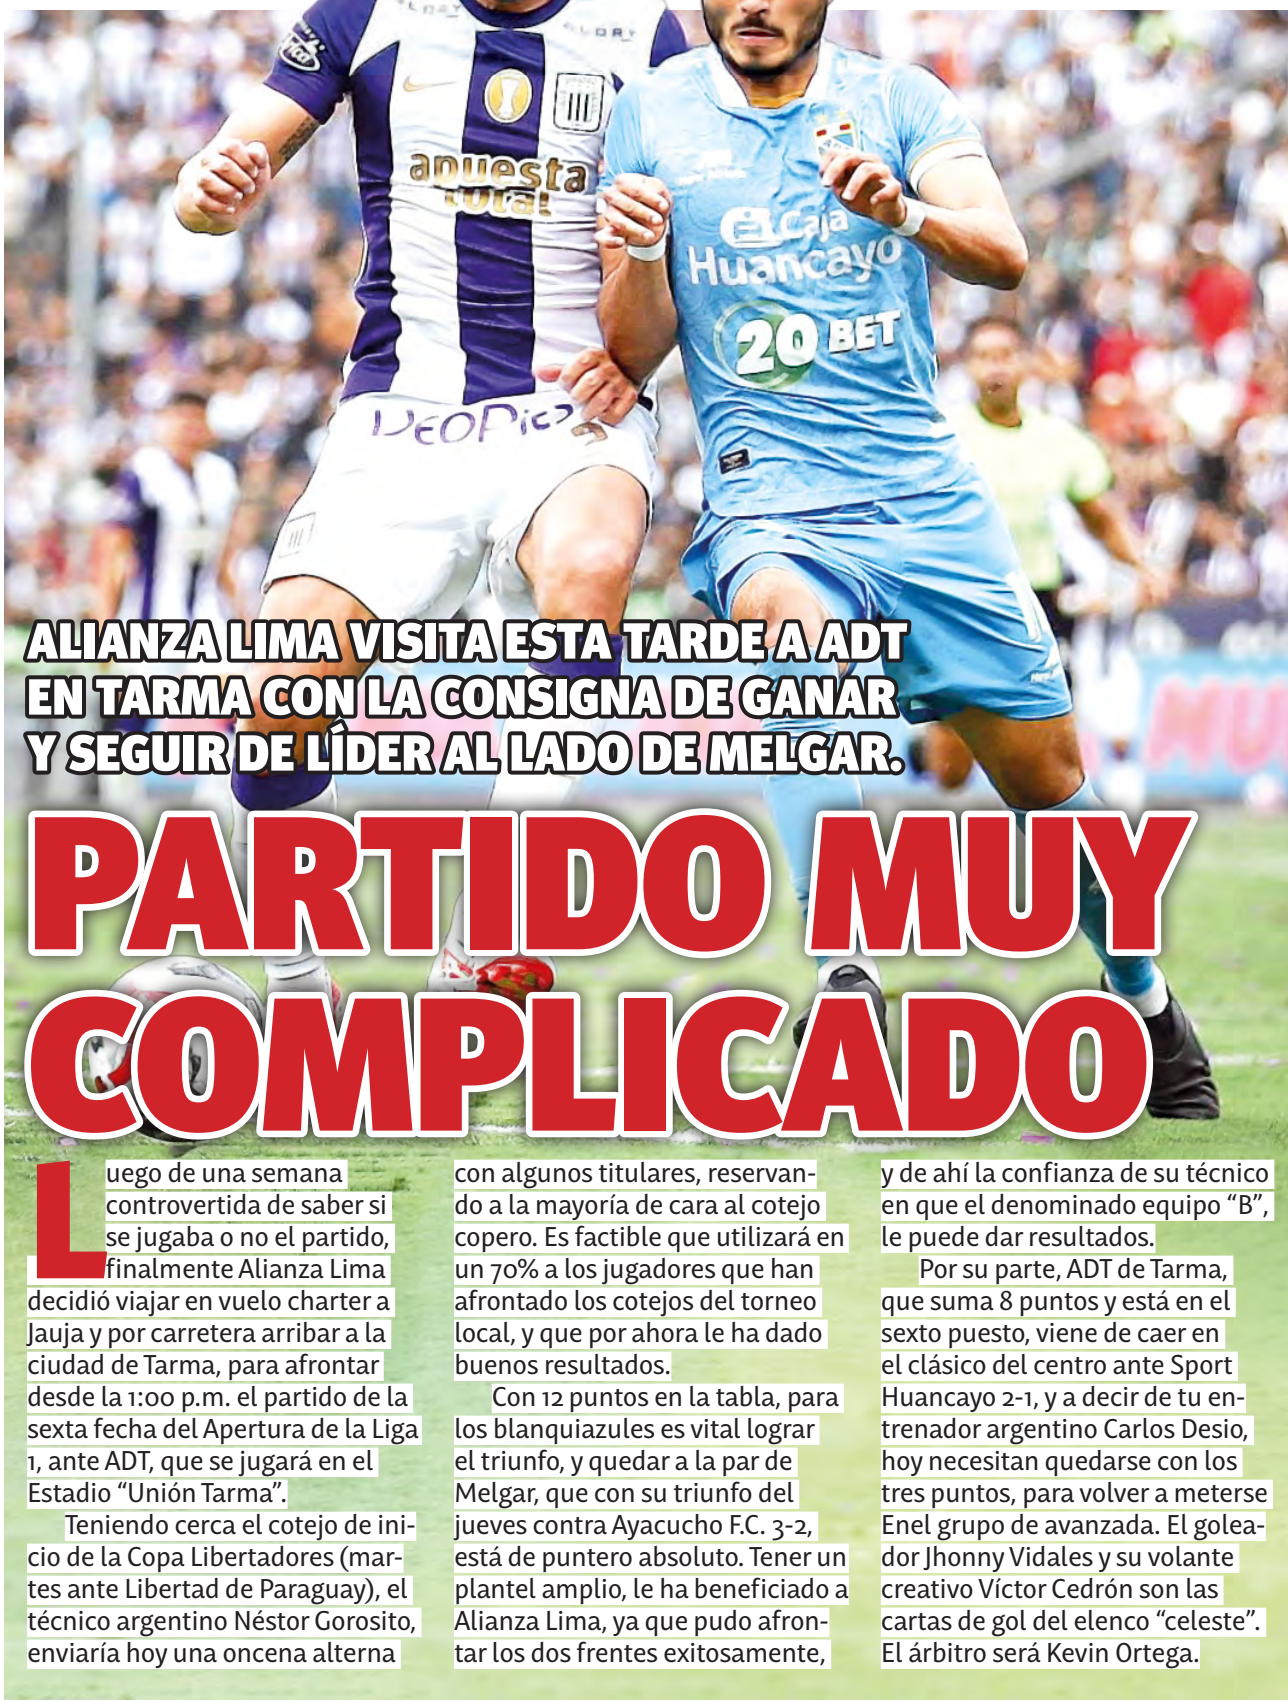 apuesta
total
Caja
Huancayo
20 BET
ALIANZA LIMA VISITA ESTA TARDE A ADT
EN TARMA CON LA CONSIGNA DE GANAR
Y SEGUIR DE LÍDER AL LADO DE MELGAR.
PARTIDO MUY
COMPLICADO
Luego de una semana
controvertida de saber si
se jugaba o no el partido,
finalmente Alianza Lima
decidió viajar en vuelo charter a
Jauja y por carretera arribar a la
ciudad de Tarma, para afrontar
desde la 1:00 p.m. el partido de la
sexta fecha del Apertura de la Liga
1, ante ADT, que se jugará en el
Estadio “Unión Tarma”.
Teniendo cerca el cotejo de ini-
cio de la Copa Libertadores (mar-
tes ante Libertad de Paraguay), el
técnico argentino Néstor Gorosito,
enviaría hoy una oncena alterna
con algunos titulares, reservan-
do a la mayoría de cara al cotejo
copero. Es factible que utilizará en
un 70% a los jugadores que han
afrontado los cotejos del torneo
local, y que por ahora le ha dado
buenos resultados.
Con 12 puntos en la tabla, para
los blanquiazules es vital lograr
el triunfo, y quedar a la par de
Melgar, que con su triunfo del
jueves contra Ayacucho F.C. 3-2,
está de puntero absoluto. Tener un
plantel amplio, le ha beneficiado a
Alianza Lima, ya que pudo afron-
tar los dos frentes exitosamente,
y de ahí la confianza de su técnico
en que el denominado equipo “B”,
le puede dar resultados.
Por su parte, ADT de Tarma,
que suma 8 puntos y está en el
sexto puesto, viene de caer en
el clásico del centro ante Sport
Huancayo 2-1, y a decir de tu en-
trenador argentino Carlos Desio,
hoy necesitan quedarse con los
tres puntos, para volver a meterse
Enel grupo de avanzada. El golea-
dor Jhonny Vidales y su volante
creativo Víctor Cedrón son las
cartas de gol del elenco “celeste”.
El árbitro será Kevin Ortega.